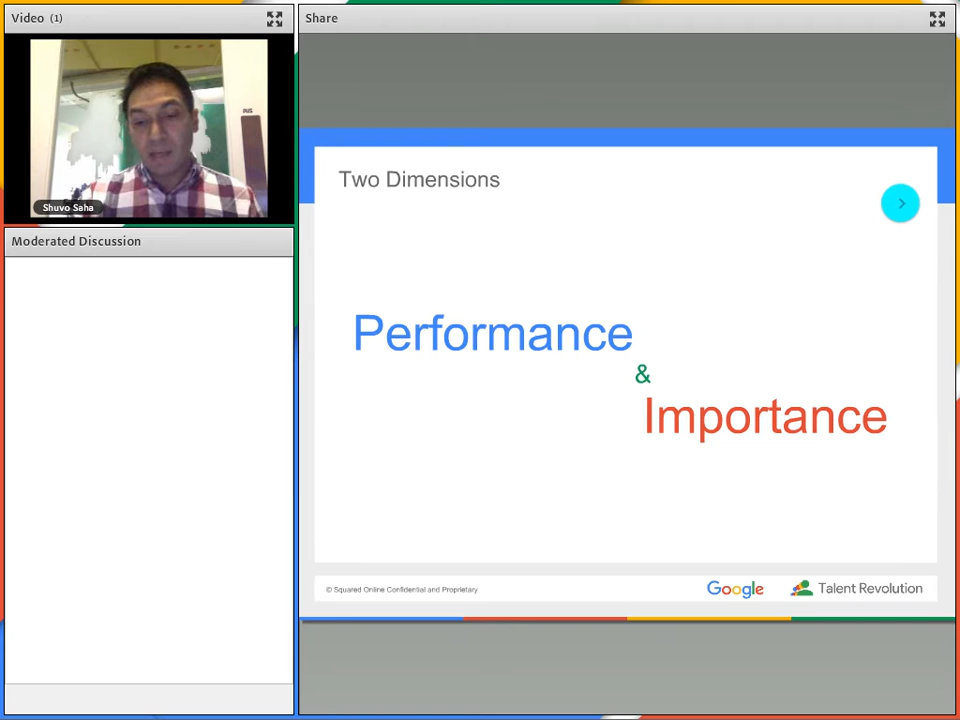 Video (1)
Shuvo Saha
Moderated Discussion
Share
Two Dimensions
Performance
&
Importance
© Squared Online Confidential and Proprietary
Google
Talent Revolution